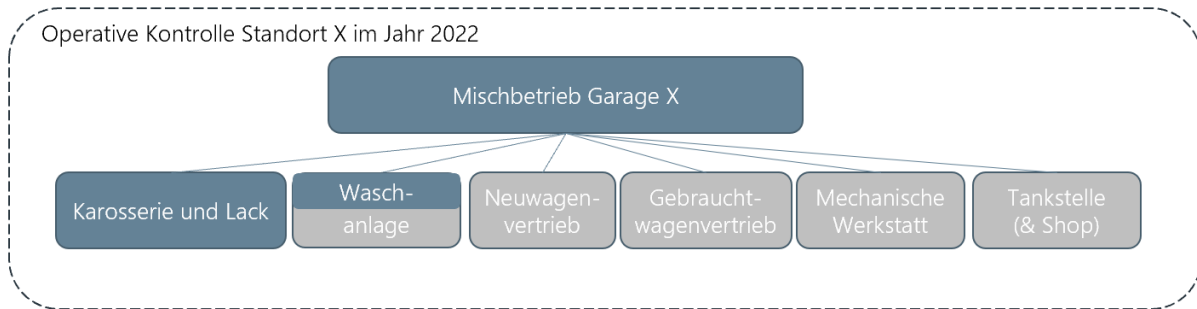 Operative Kontrolle Standort X im Jahr 2022
Mischbetrieb Garage X
Karosserie und Lack
Wasch-
anlage
Neuwagen-
vertrieb
Gebraucht-
wagenvertrieb
Mechanische
Werkstatt
Tankstelle
(& Shop)